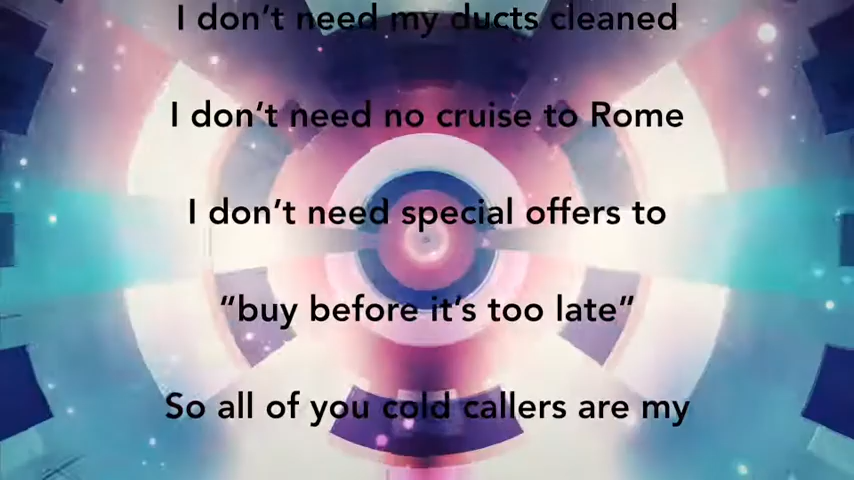 I don’t need my ducts cleaned
I don’t need no cruise to Rome
I don’t need special offers to
“buy before it’s too late”
So all of you cold callers are my